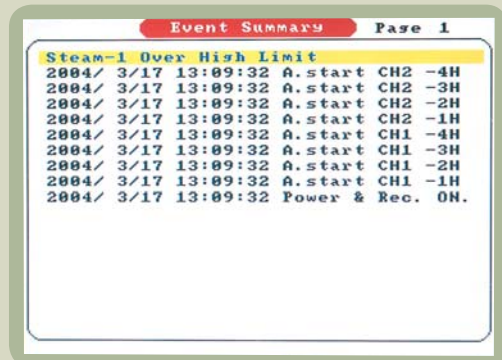 Event Summary Page 1
Steam-1 Over High Limit
2004/ 3/17 13:09:32 A.start CH2 -4H
2004/ 3/17 13:09:32 A.start CH2 -3H
2004/ 3/17 13:09:32 A.start CH2 -2H
2004/ 3/17 13:09:32 A.start CH2 -1H
2004/ 3/17 13:09:32 A.start CH1 -4H
2004/ 3/17 13:09:32 A.start CH1 -3H
2004/ 3/17 13:09:32 A.start CH1 -2H
2004/ 3/17 13:09:32 A.start CH1 -1H
2004/ 3/17 13:09:32 Power & Rec. ON.